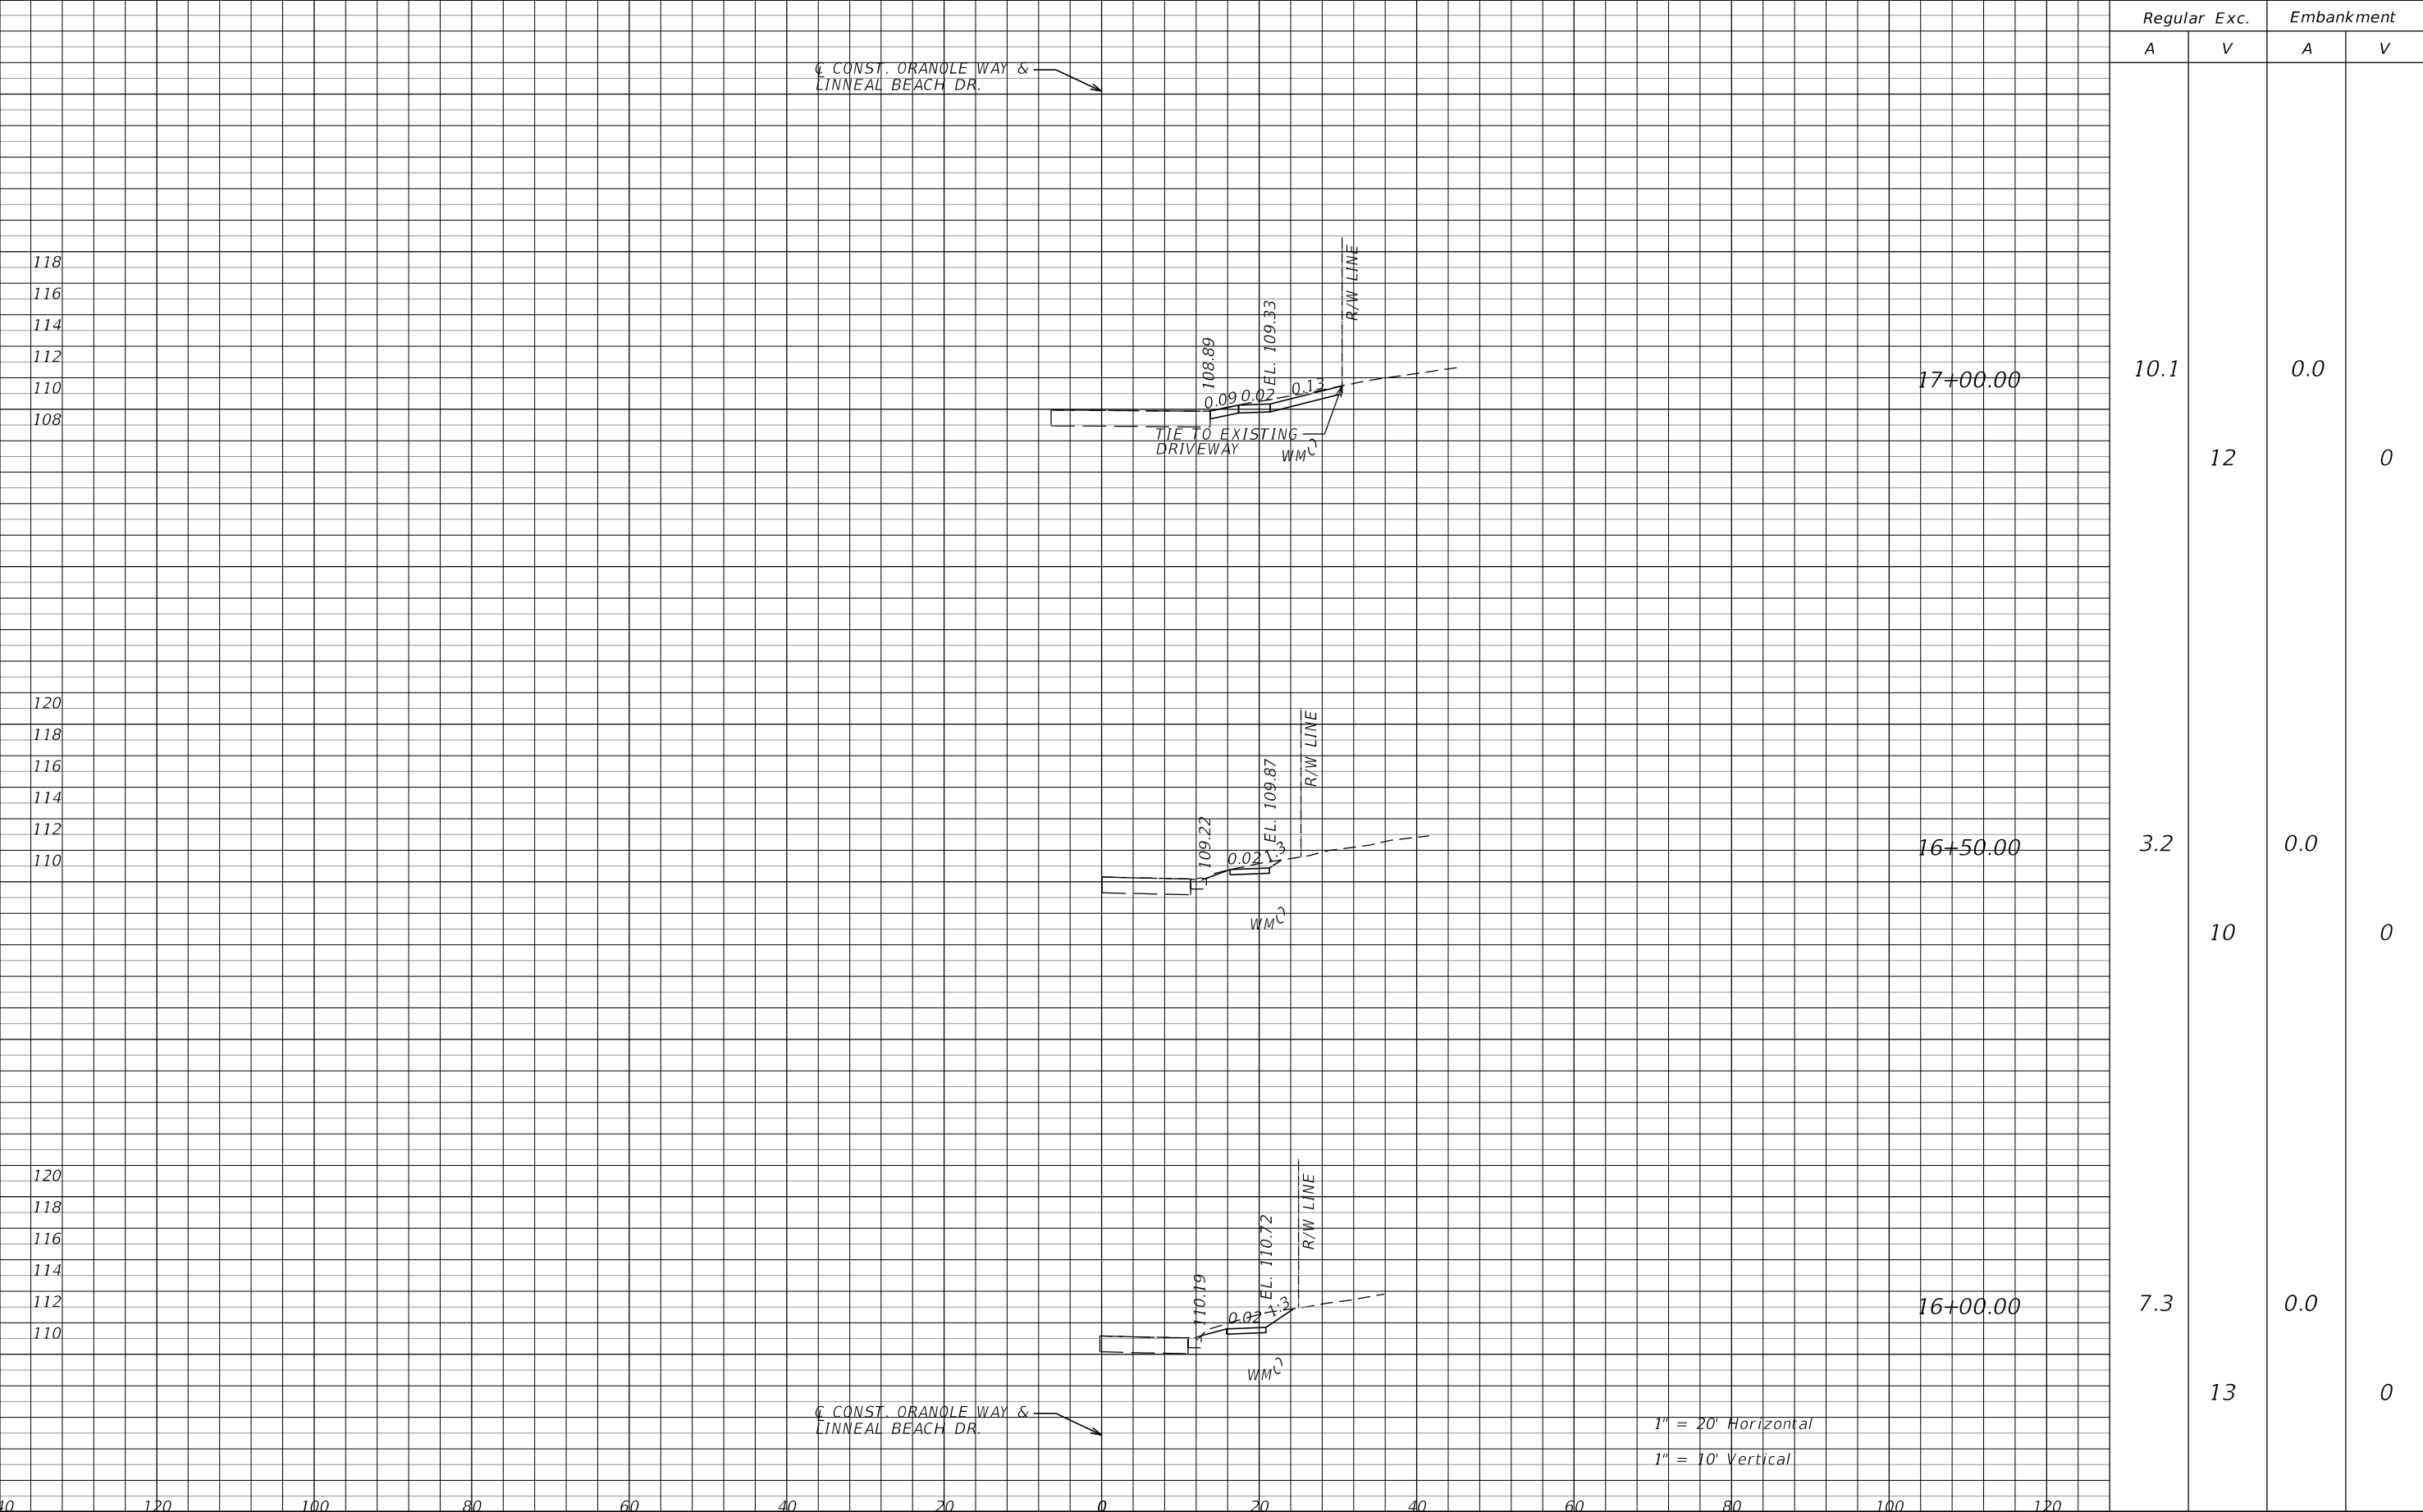 Regular Exc. Embankment
A V A V
℄ CONST. ORANOLE WAY &
LINNEAL BEACH DR.
118
116
114
112
110
108
108.89
EL. 109.33
R/W LINE
0.09
0.02
0.13
TIE TO EXISTING
DRIVEWAY
WM
17+00.00
10.1
0.0
12
0
120
118
116
114
112
110
109.22
EL. 109.87
R/W LINE
0.02
1:3
WM
16+50.00
3.2
0.0
10
0
120
118
116
114
112
110
110.19
EL. 110.72
R/W LINE
0.02
1:3
WM
16+00.00
7.3
0.0
13
0
℄ CONST. ORANOLE WAY &
LINNEAL BEACH DR.
1" = 20' Horizontal
1" = 10' Vertical
40 120 100 80 60 40 20 0 20 40 60 80 100 120